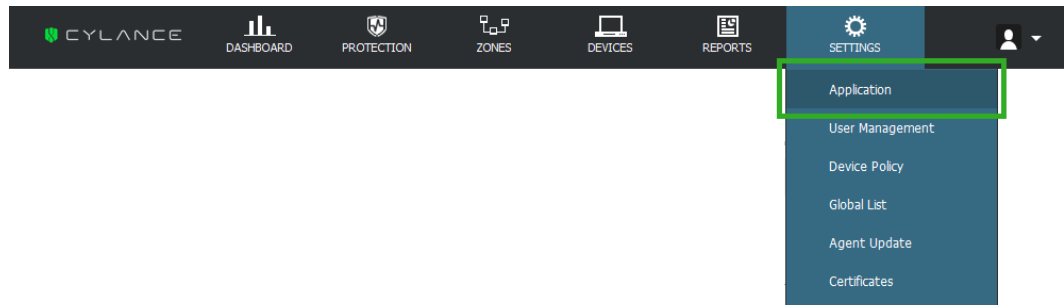 CYLANCE
DASHBOARD PROTECTION ZONES DEVICES REPORTS SETTINGS
Application
User Management
Device Policy
Global List
Agent Update
Certificates